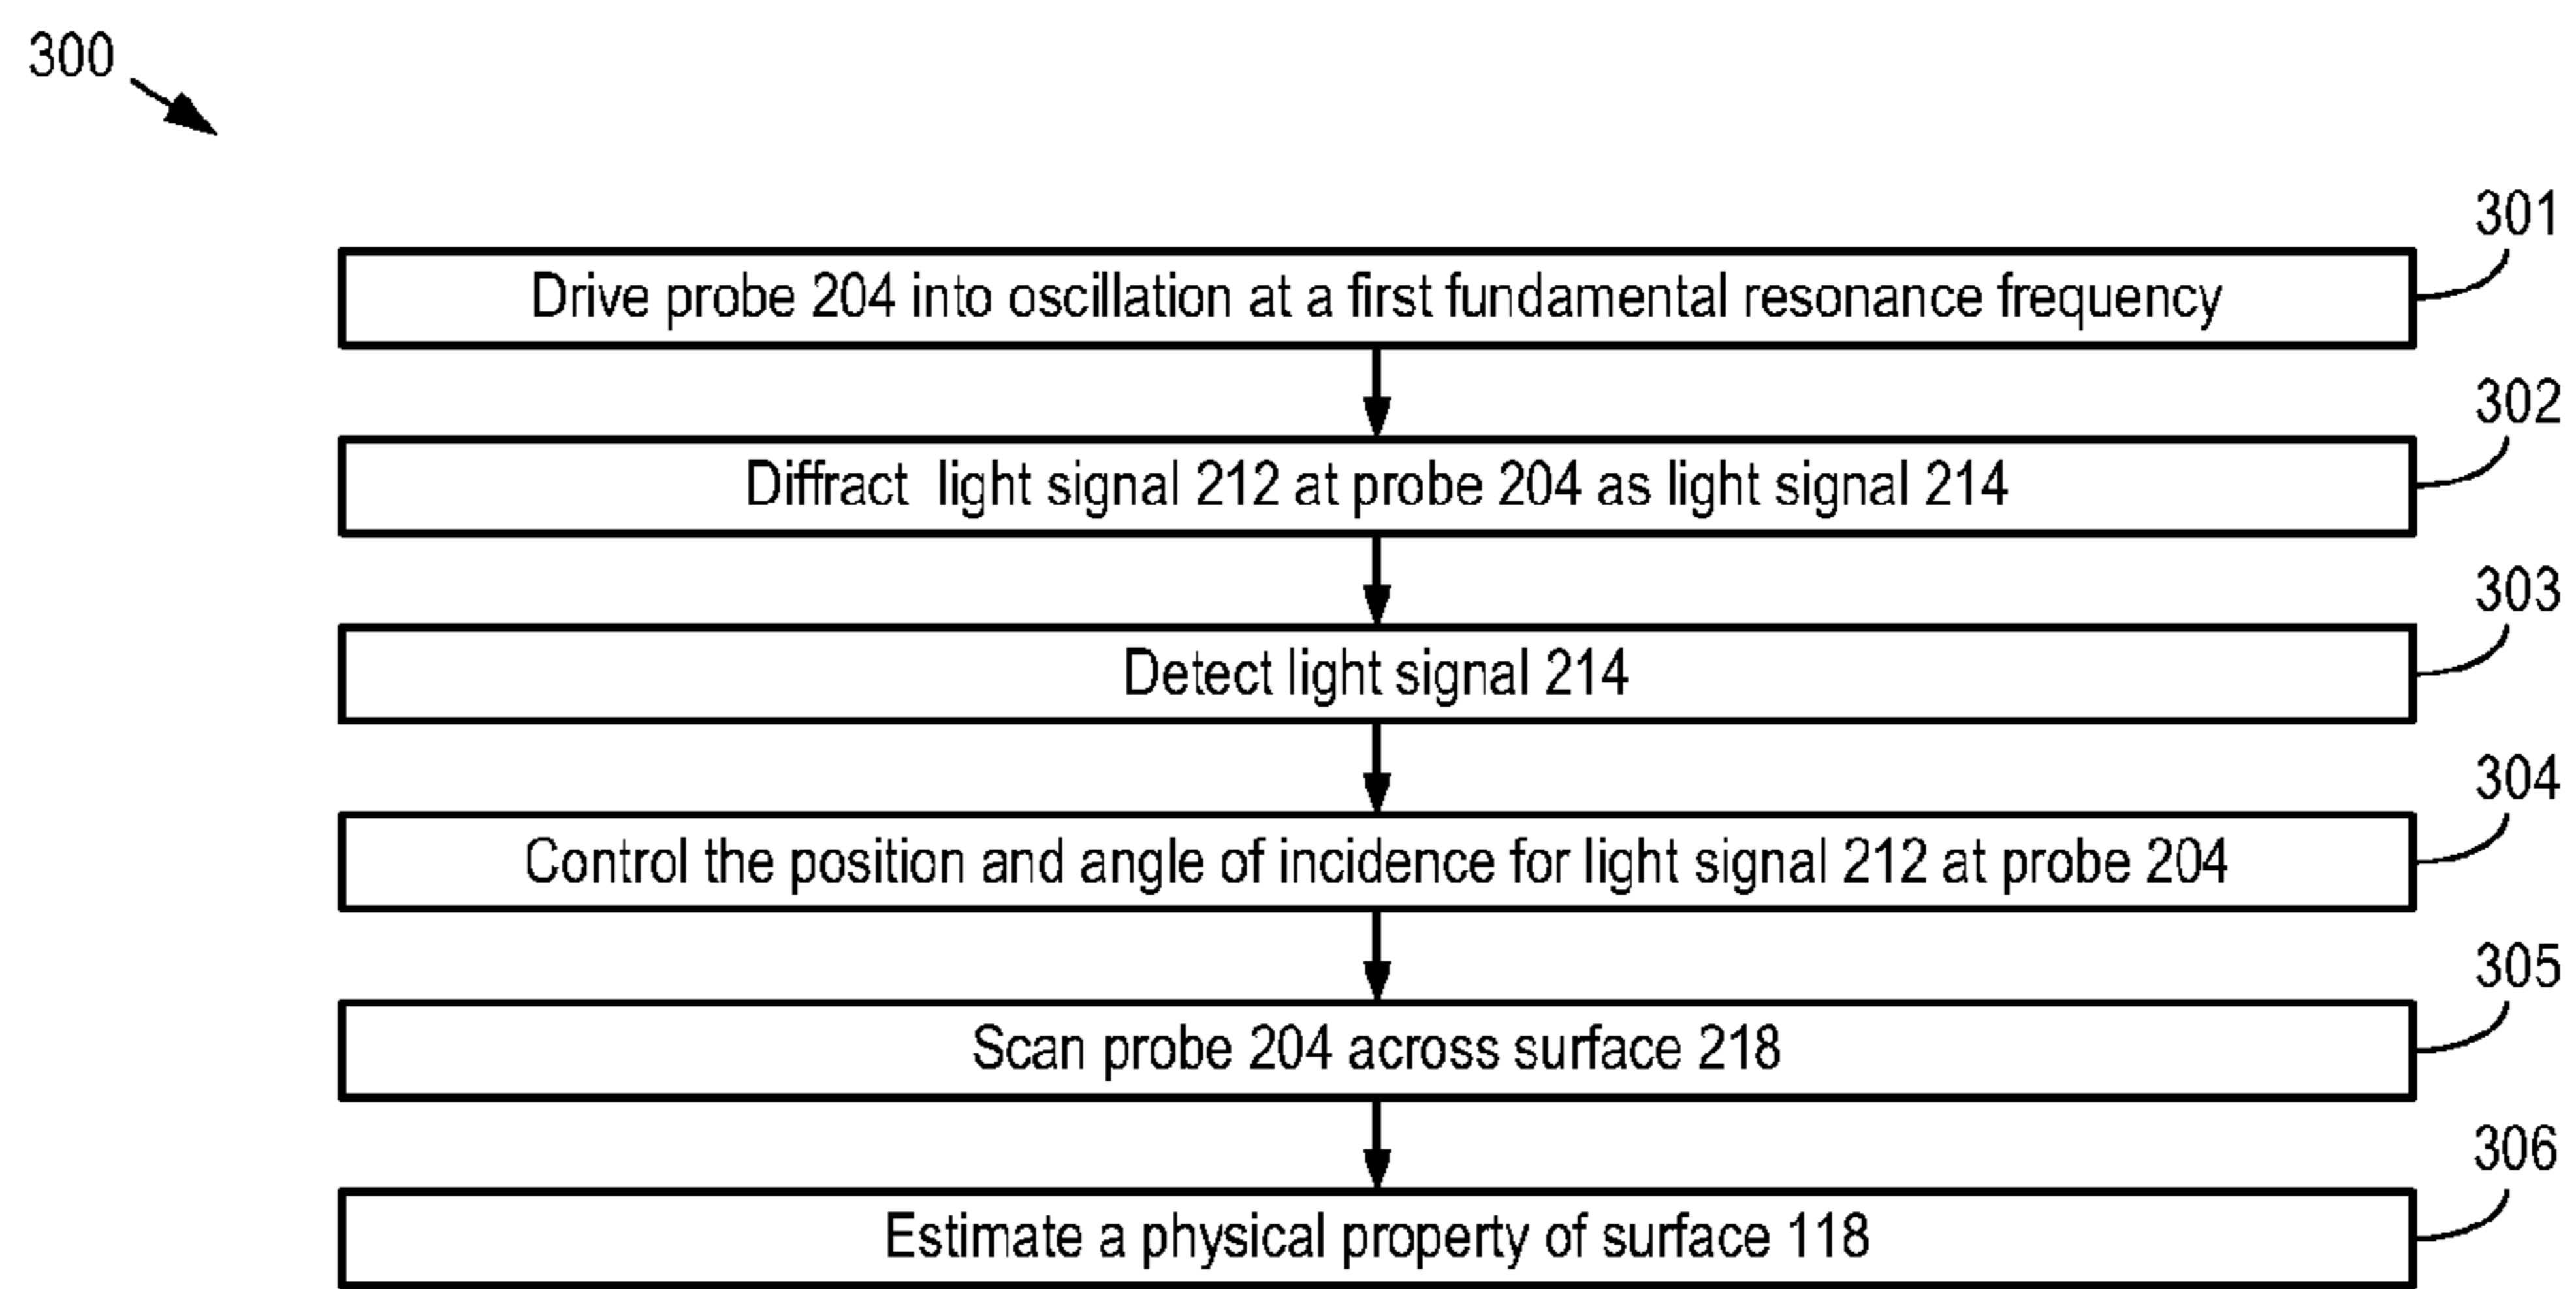 300
301
Drive probe 204 into oscillation at a first fundamental resonance frequency
302
Diffract light signal 212 at probe 204 as light signal 214
303
Detect light signal 214
304
Control the position and angle of incidence for light signal 212 at probe 204
305
Scan probe 204 across surface 218
306
Estimate a physical property of surface 118